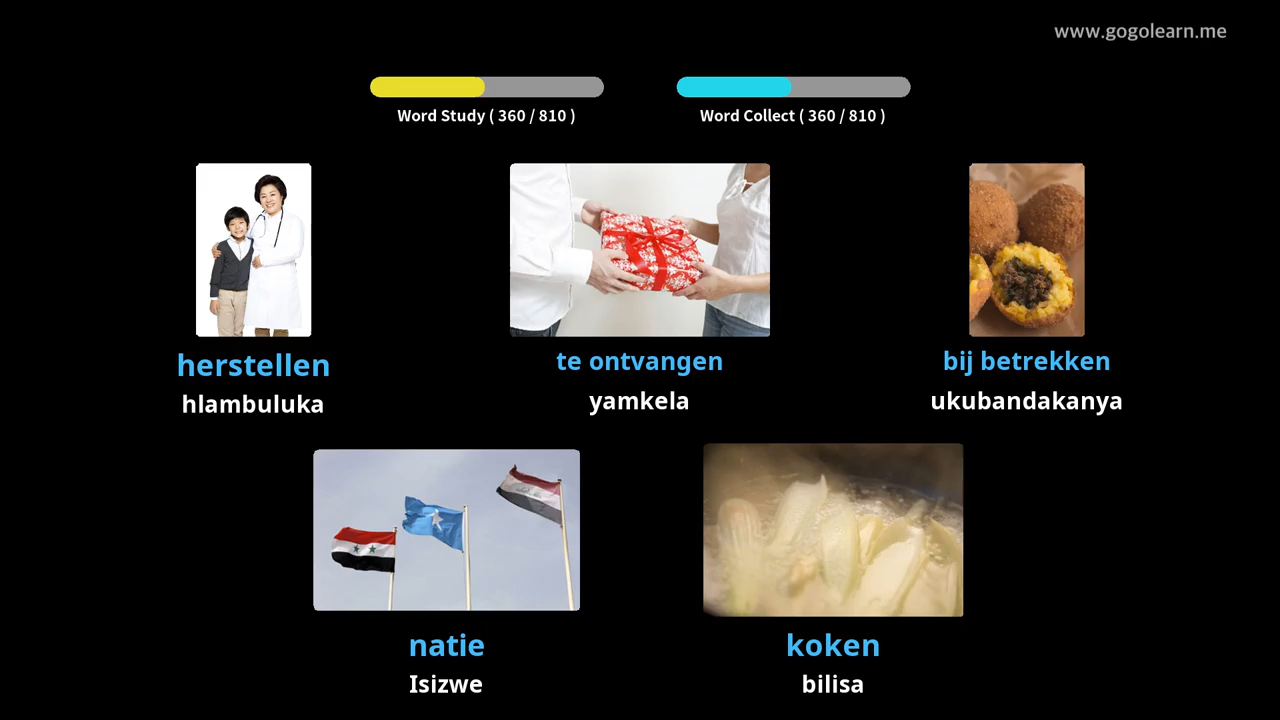 www.gogolearn.me
Word Study ( 360 / 810 )
Word Collect ( 360 / 810 )
herstellen
hlambuluka
te ontvangen
yamkela
bij betrekken
ukubandakanya
natie
Isizwe
koken
bilisa